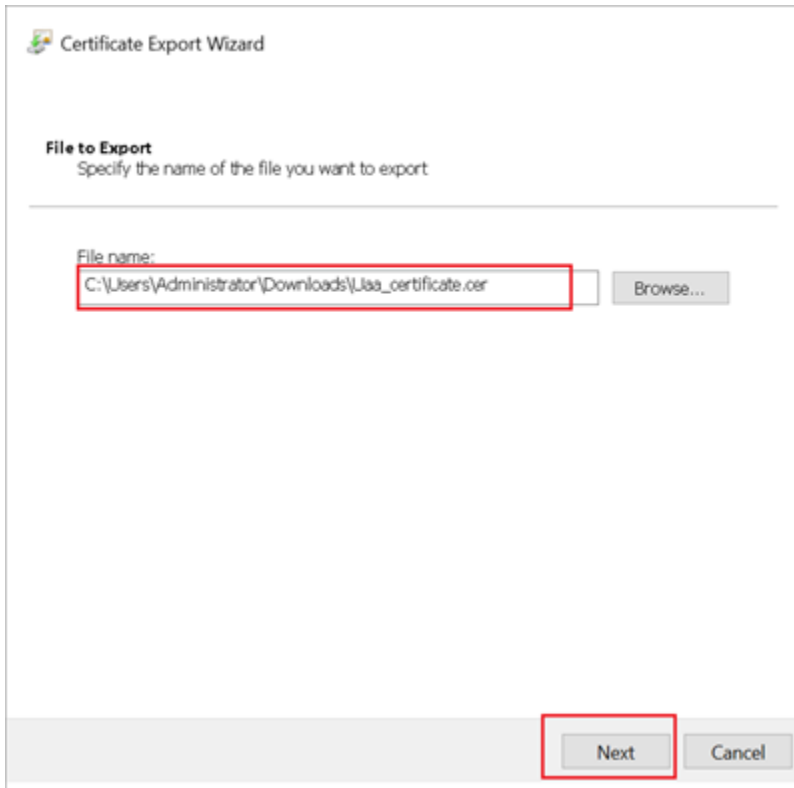 Certificate Export Wizard
File to Export
Specify the name of the file you want to export
File name:
C:\Users\Administrator\Downloads\Uaa_certificate.cer
Browse...
Next
Cancel